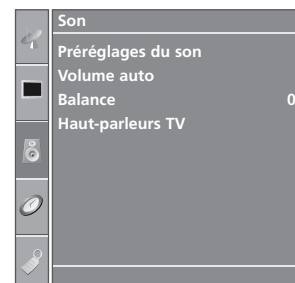 Son
Préréglages du son
Volume auto
Balance 0
Haut-parleurs TV